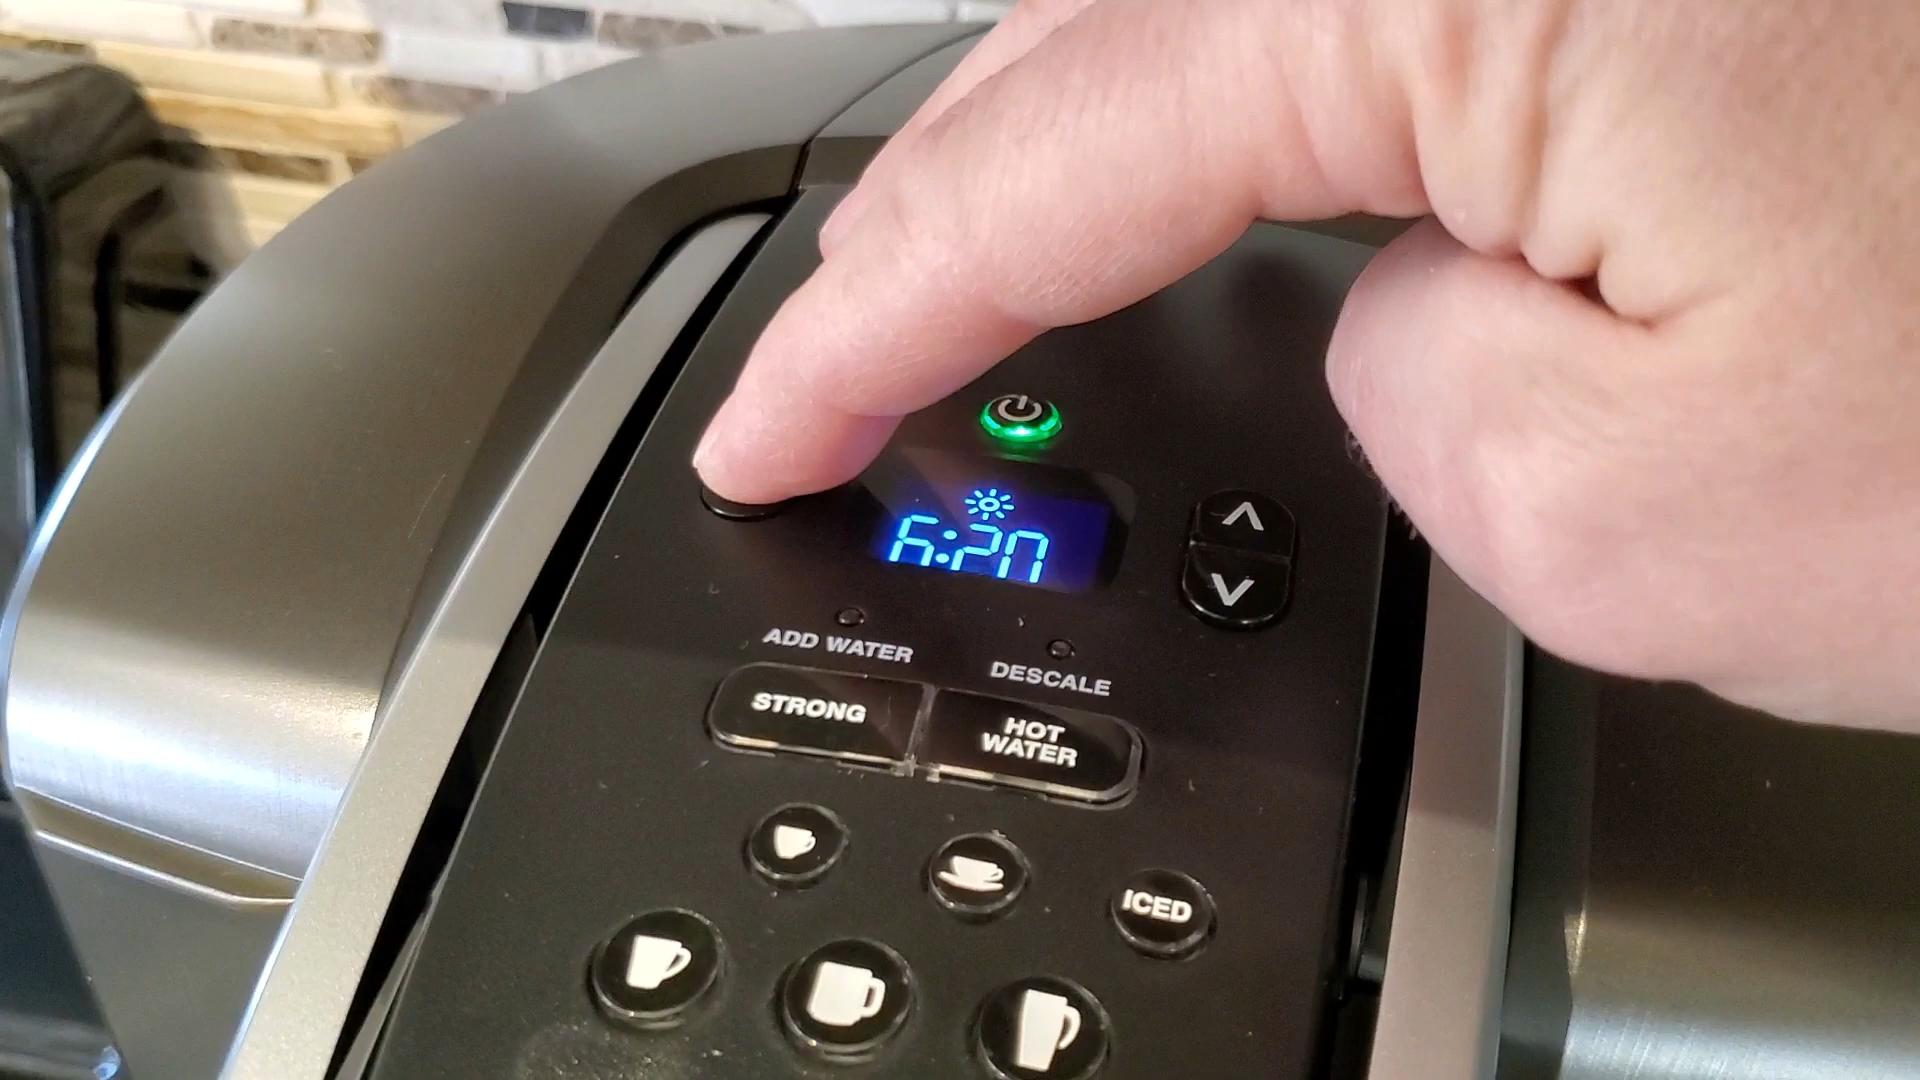 6:20
ADD WATER
DESCALE
STRONG
HOT
WATER
ICED